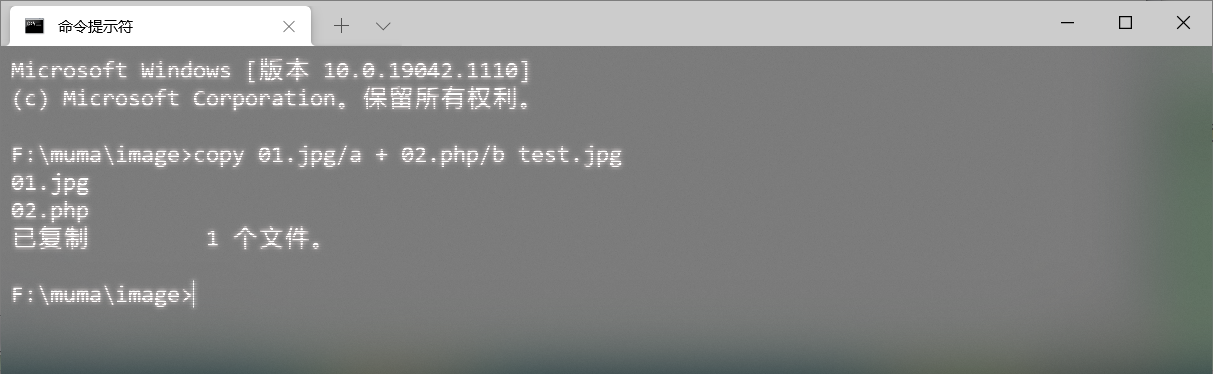 命令提示符
Microsoft Windows [版本 10.0.19042.1110]
(c) Microsoft Corporation。保留所有权利。
F:\muma\image>copy 01.jpg/a + 02.php/b test.jpg
01.jpg
02.php
已复制         1 个文件。
F:\muma\image>